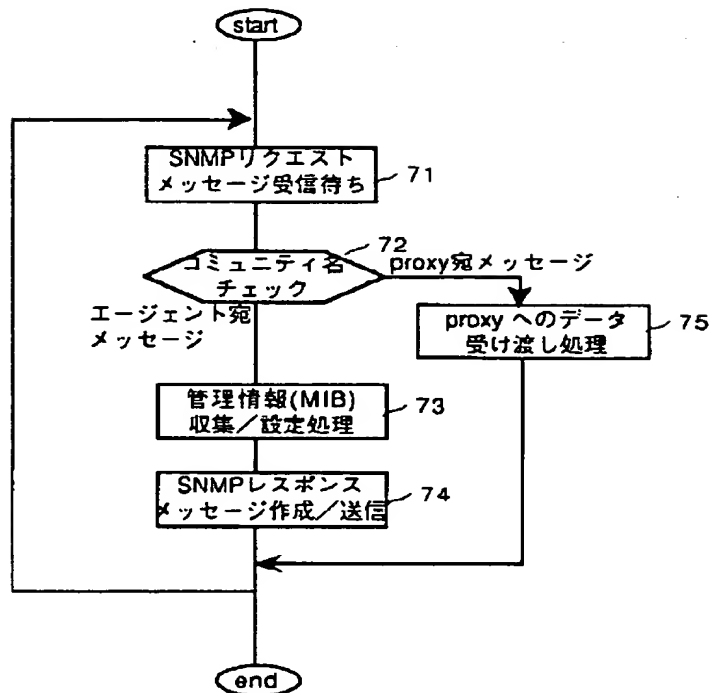 start
SNMPリクエスト
メッセージ受信待ち
71
72
コミュニティ名
チェック
proxy宛メッセージ
エージェント宛
メッセージ
proxy へのデータ
受け渡し処理
75
管理情報(MIB)
収集／設定処理
73
SNMPレスポンス
メッセージ作成／送信
74
end